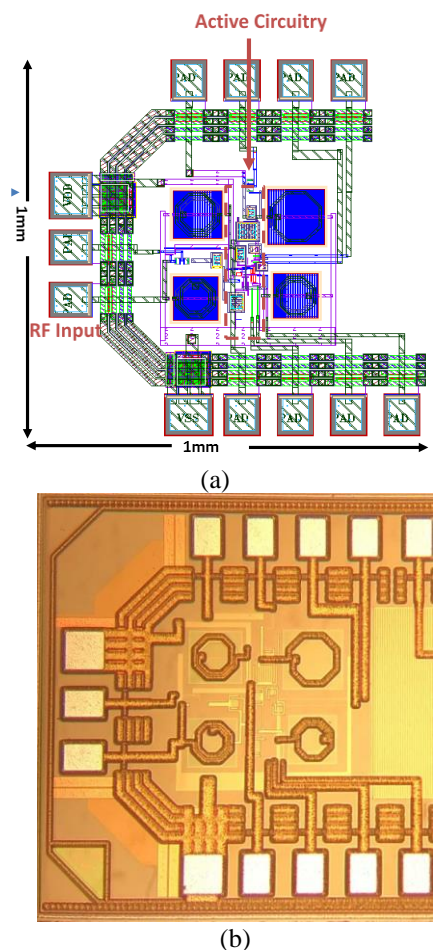 Active Circuitry
PAD PAD PAD PAD
VDD
PAD
PAD
RF Input
1mm
VSS PAD PAD PAD PAD
1mm
(a)
(b)